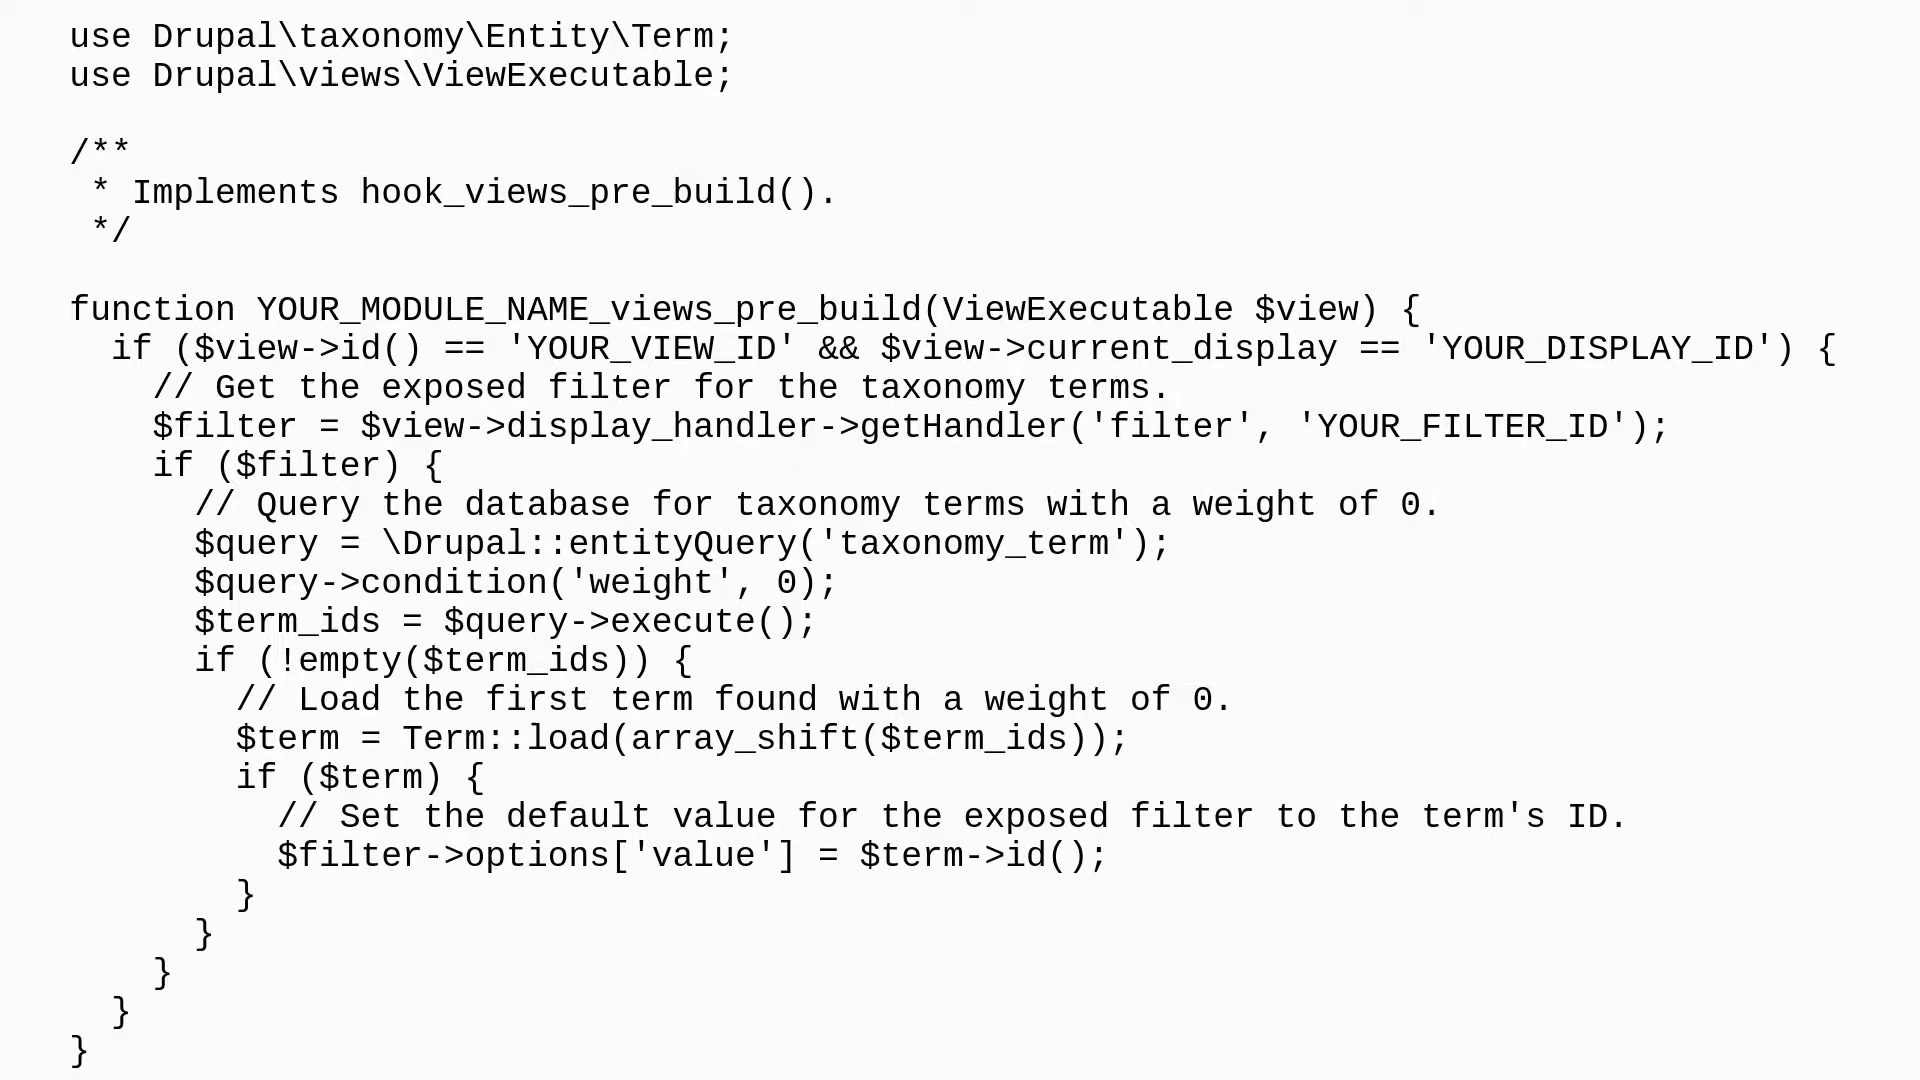 use Drupal\taxonomy\Entity\Term;
use Drupal\views\ViewExecutable;

/**
 * Implements hook_views_pre_build().
 */

function YOUR_MODULE_NAME_views_pre_build(ViewExecutable $view) {
  if ($view->id() == 'YOUR_VIEW_ID' && $view->current_display == 'YOUR_DISPLAY_ID') {
    // Get the exposed filter for the taxonomy terms.
    $filter = $view->display_handler->getHandler('filter', 'YOUR_FILTER_ID');
    if ($filter) {
      // Query the database for taxonomy terms with a weight of 0.
      $query = \Drupal::entityQuery('taxonomy_term');
      $query->condition('weight', 0);
      $term_ids = $query->execute();
      if (!empty($term_ids)) {
        // Load the first term found with a weight of 0.
        $term = Term::load(array_shift($term_ids));
        if ($term) {
          // Set the default value for the exposed filter to the term's ID.
          $filter->options['value'] = $term->id();
        }
      }
    }
  }
}